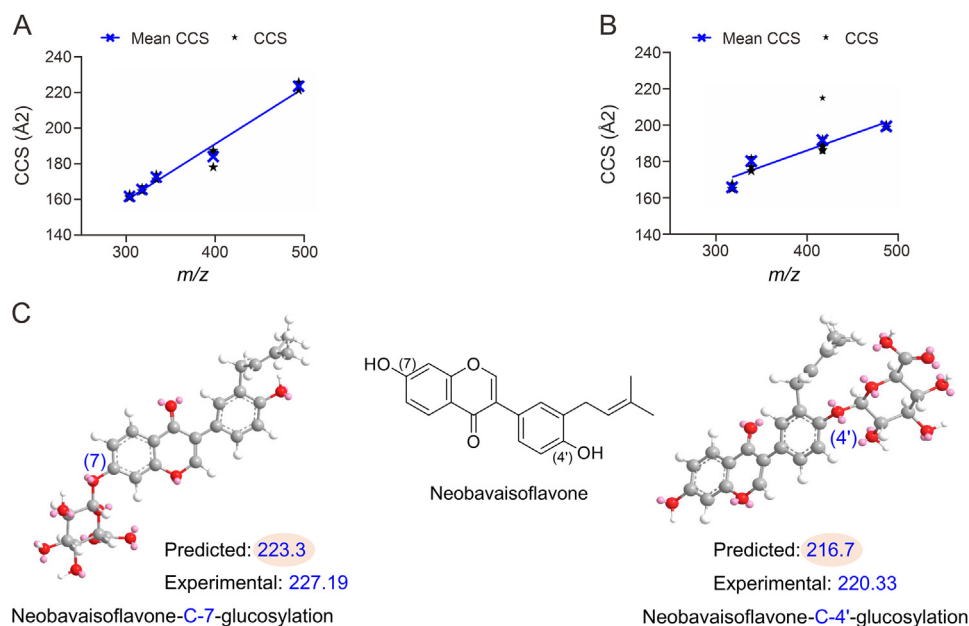 A
Mean CCS
CCS
240
220
200
180
160
140
CCS (Å2)
300
400
500
m/z
B
Mean CCS
CCS
240
220
200
180
160
140
CCS (Å2)
300
400
500
m/z
C
(7)
Predicted: 223.3
Experimental: 227.19
Neobavaisoflavone-C-7-glucosylation
HO
(7)
O
O
(4')
OH
Neobavaisoflavone
(4')
Predicted: 216.7
Experimental: 220.33
Neobavaisoflavone-C-4'-glucosylation